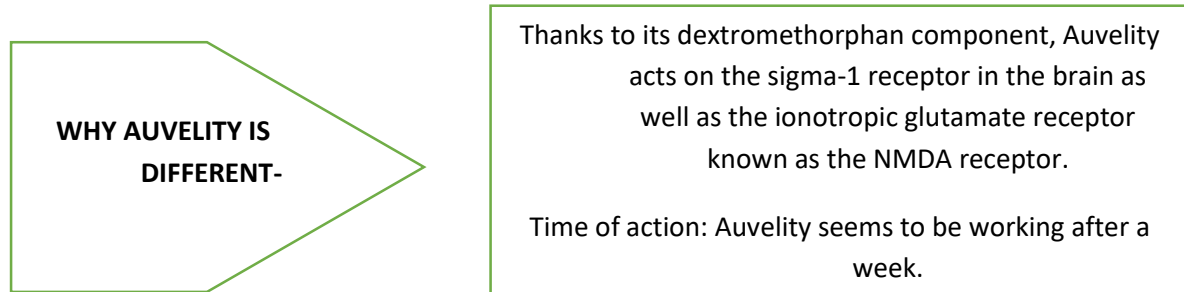 WHY AUVELITY IS
DIFFERENT-
Thanks to its dextromethorphan component, Auvelity
acts on the sigma-1 receptor in the brain as
well as the ionotropic glutamate receptor
known as the NMDA receptor.
Time of action: Auvelity seems to be working after a
week.